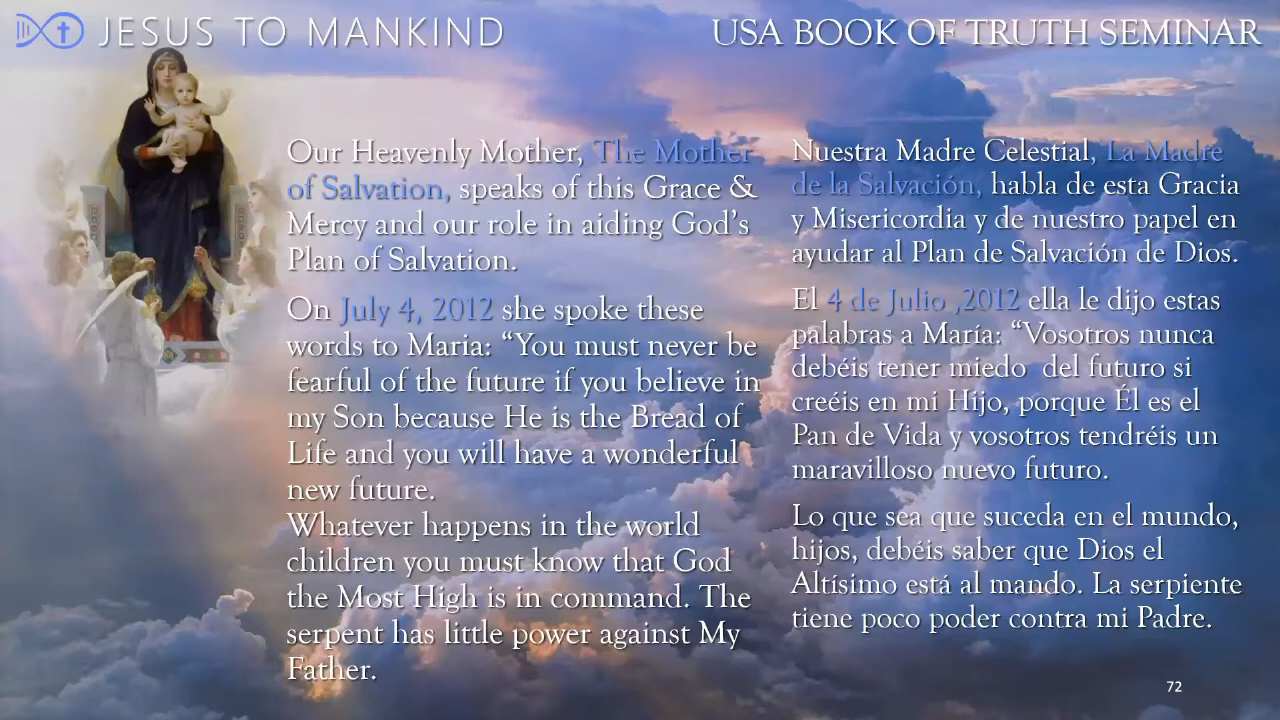 JESUS TO MANKIND
USA BOOK OF TRUTH SEMINAR
Our Heavenly Mother, The Mother
of Salvation, speaks of this Grace &
Mercy and our role in aiding God's
Plan of Salvation.
On July 4, 2012 she spoke these
words to Maria: “You must never be
fearful of the future if you believe in
my Son because He is the Bread of
Life and you will have a wonderful
new future.
Whatever happens in the world
children you must know that God
the Most High is in command. The
serpent has little power against My
Father.
Nuestra Madre Celestial, La Madre
de la Salvación, habla de esta Gracia
y Misericordia y de nuestro papel en
ayudar al Plan de Salvación de Dios.
El 4 de Julio ,2012 ella le dijo estas
palabras a María: “Vosotros nunca
debéis tener miedo  del futuro si
creéis en mi Hijo, porque Él es el
Pan de Vida y vosotros tendréis un
maravilloso nuevo futuro.
Lo que sea que suceda en el mundo,
hijos, debéis saber que Dios el
Altísimo está al mando. La serpiente
tiene poco poder contra mi Padre.
72